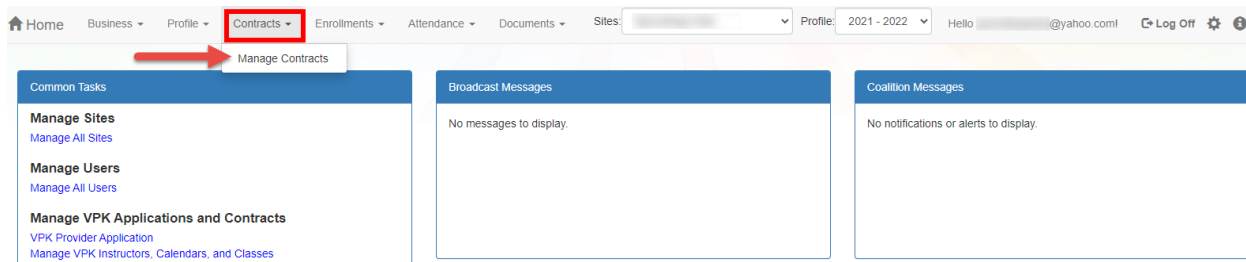 Home Business Profile Contracts Enrollments Attendance Documents Sites: Profile: 2021 - 2022 Hello @yahoo.com! Log Off
Manage Contracts
Common Tasks
Manage Sites
Manage All Sites
Manage Users
Manage All Users
Manage VPK Applications and Contracts
VPK Provider Application
Manage VPK Instructors, Calendars, and Classes
Broadcast Messages
No messages to display.
Coalition Messages
No notifications or alerts to display.